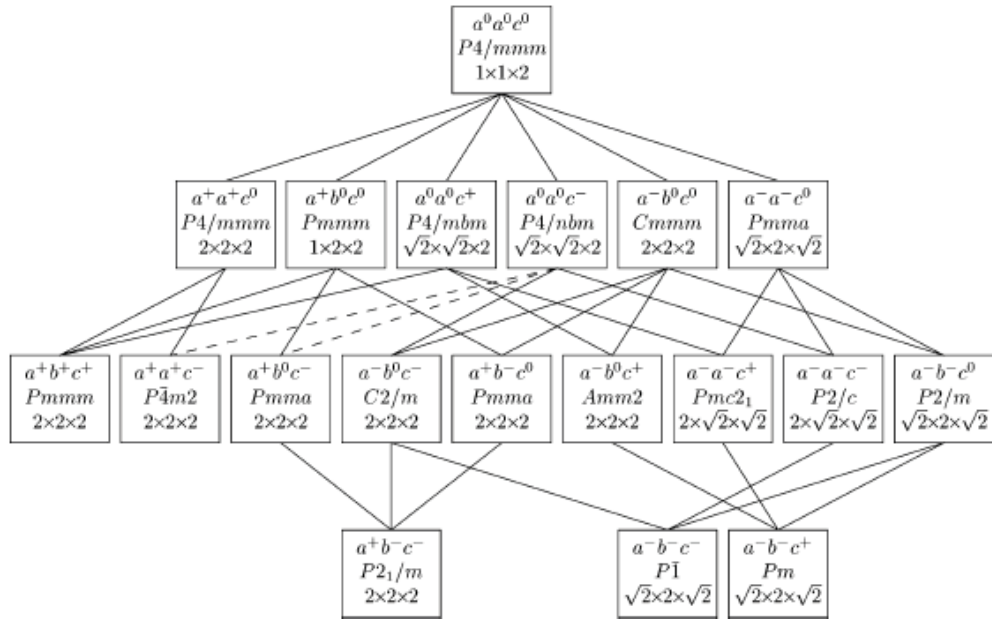 a⁰a⁰c⁰
P4/mmm
1×1×2
a⁺a⁺c⁰
P4/mmm
2×2×2
a⁺b⁰c⁰
Pmmm
1×2×2
a⁰a⁰c⁺
P4/mbm
√2×√2×2
a⁰a⁰c⁻
P4/nbm
√2×√2×2
a⁻b⁰c⁰
Cmmm
2×2×2
a⁻a⁻c⁰
Pmma
√2×2×√2
a⁺b⁺c⁺
Pmmm
2×2×2
a⁺a⁺c⁻
P4̄m2
2×2×2
a⁺b⁰c⁻
Pmma
2×2×2
a⁻b⁰c⁻
C2/m
2×2×2
a⁺b⁻c⁰
Pmma
2×2×2
a⁻b⁰c⁺
Amm2
2×2×2
a⁻a⁻c⁺
Pmc2₁
2×√2×√2
a⁻a⁻c⁻
P2/c
2×√2×√2
a⁻b⁻c⁰
P2/m
√2×2×√2
a⁺b⁻c⁻
P2₁/m
2×2×2
a⁻b⁻c⁻
P1̄
√2×2×√2
a⁻b⁻c⁺
Pm
√2×2×√2